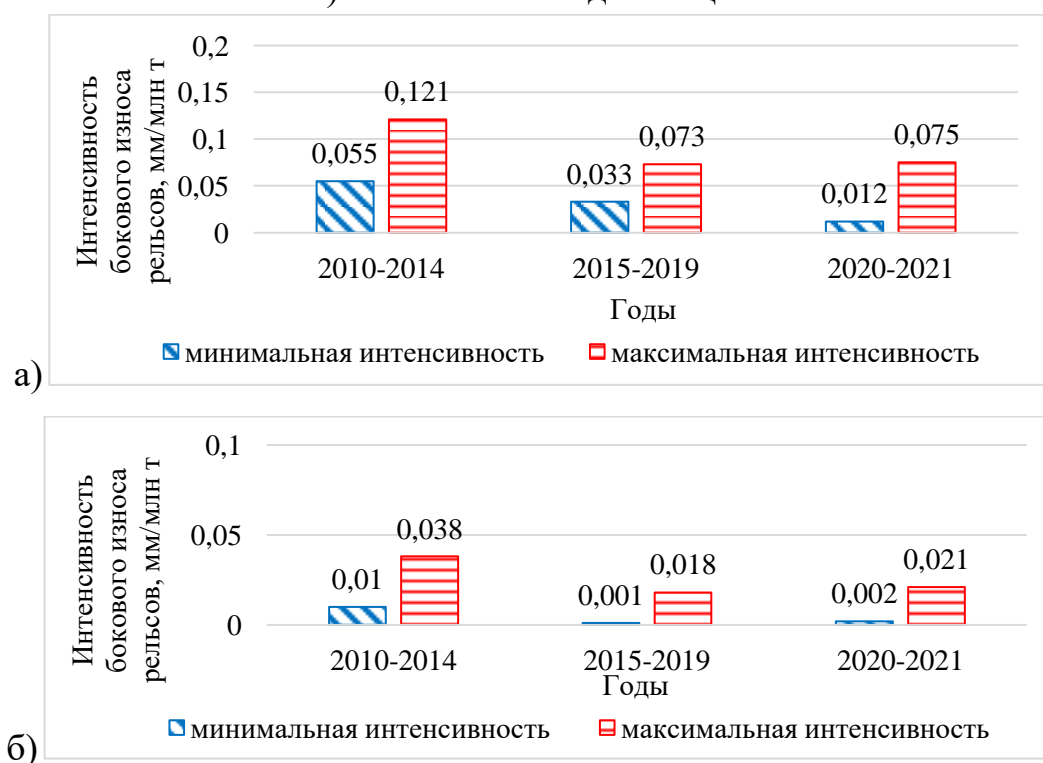 Интенсивность
бокового износа
рельсов, мм/млн т
0,2
0,15
0,1
0,05
0
0,055
0,121
0,033
0,073
0,012
0,075
2010-2014
2015-2019
2020-2021
Годы
минимальная интенсивность
максимальная интенсивность
а)
Интенсивность
бокового износа
рельсов, мм/млн т
0,1
0,05
0
0,01
0,038
0,001
0,018
0,002
0,021
2010-2014
2015-2019
2020-2021
Годы
минимальная интенсивность
максимальная интенсивность
б)